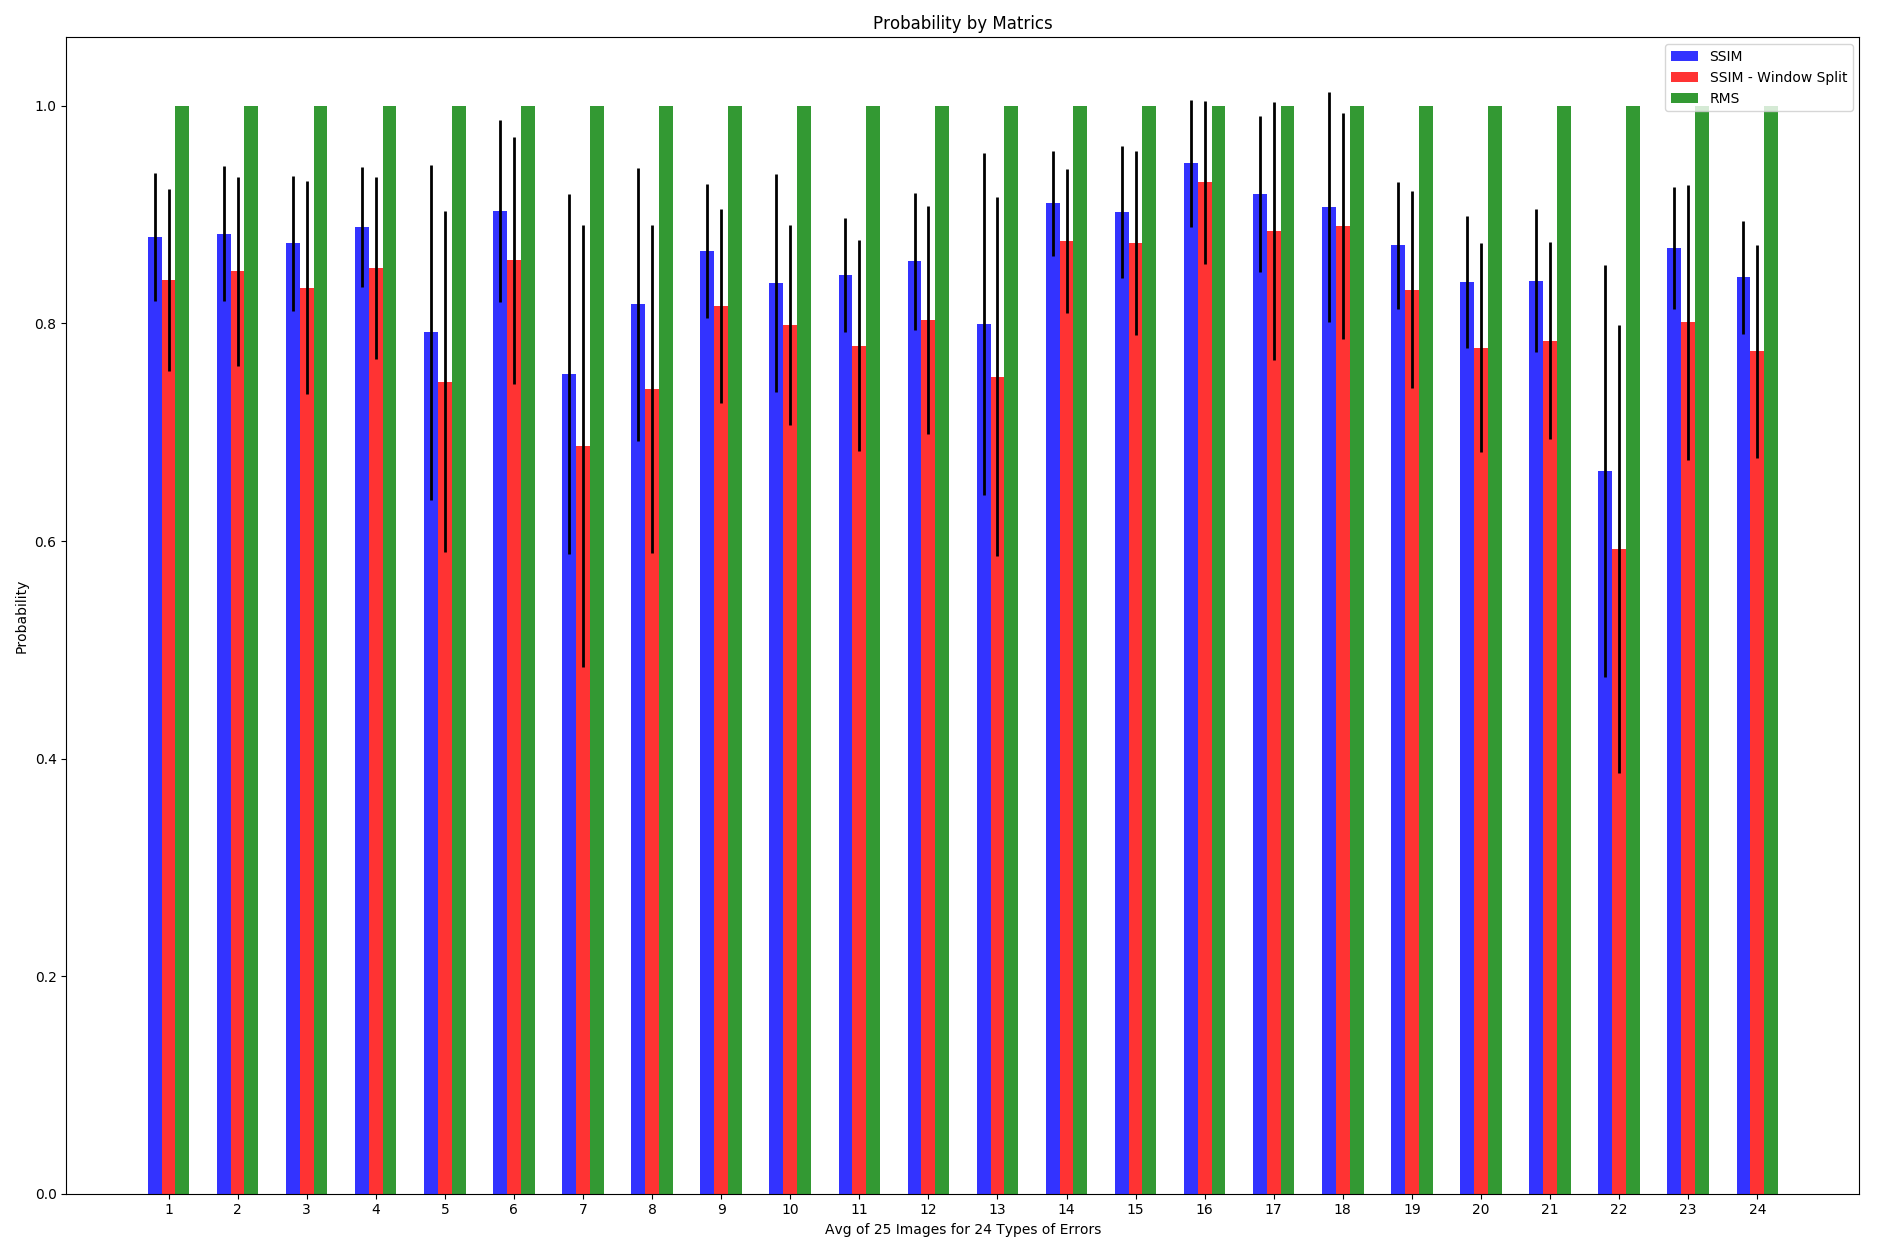 Probability by Matrics
SSIM
SSIM - Window Split
RMS
1.0
0.8
0.6
0.4
0.2
0.0
Probability
1 2 3 4 5 6 7 8 9 10 11 12 13 14 15 16 17 18 19 20 21 22 23 24
Avg of 25 Images for 24 Types of Errors